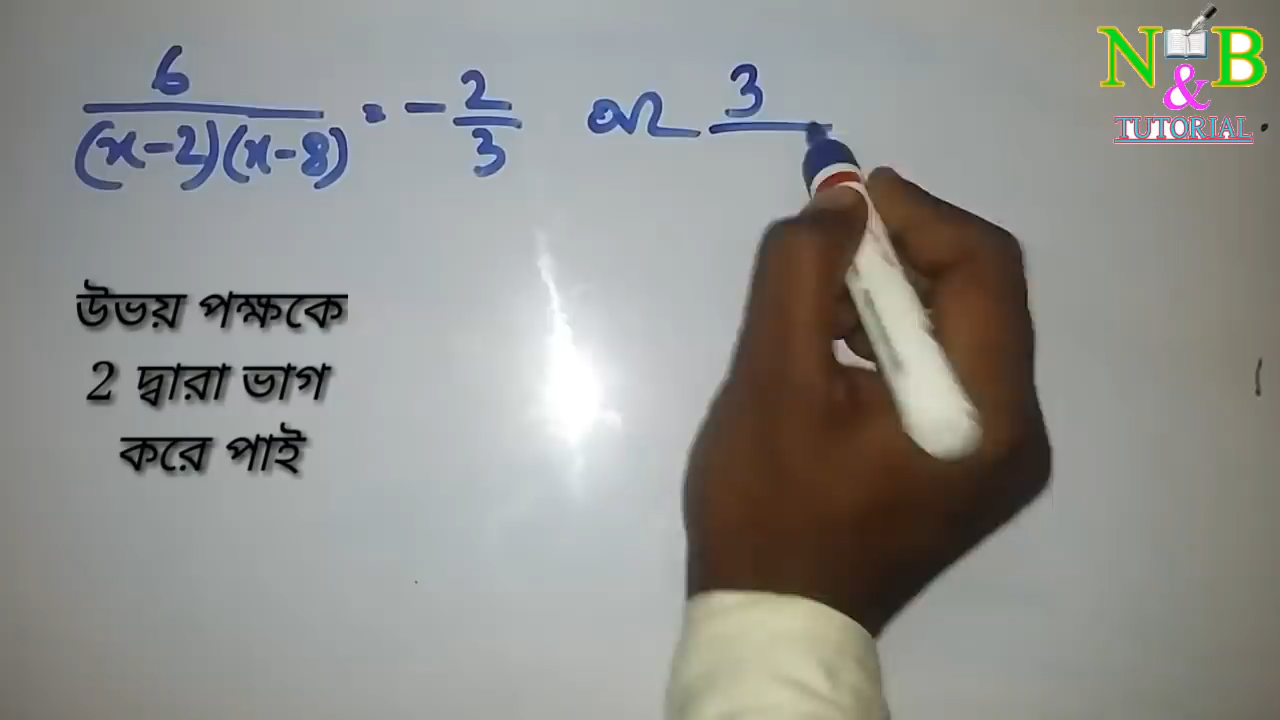 N & B
TUTORIAL
6/(x-2)(x-8) = -2/3 or 3
উভয় পক্ষকে
2 দ্বারা ভাগ
করে পাই